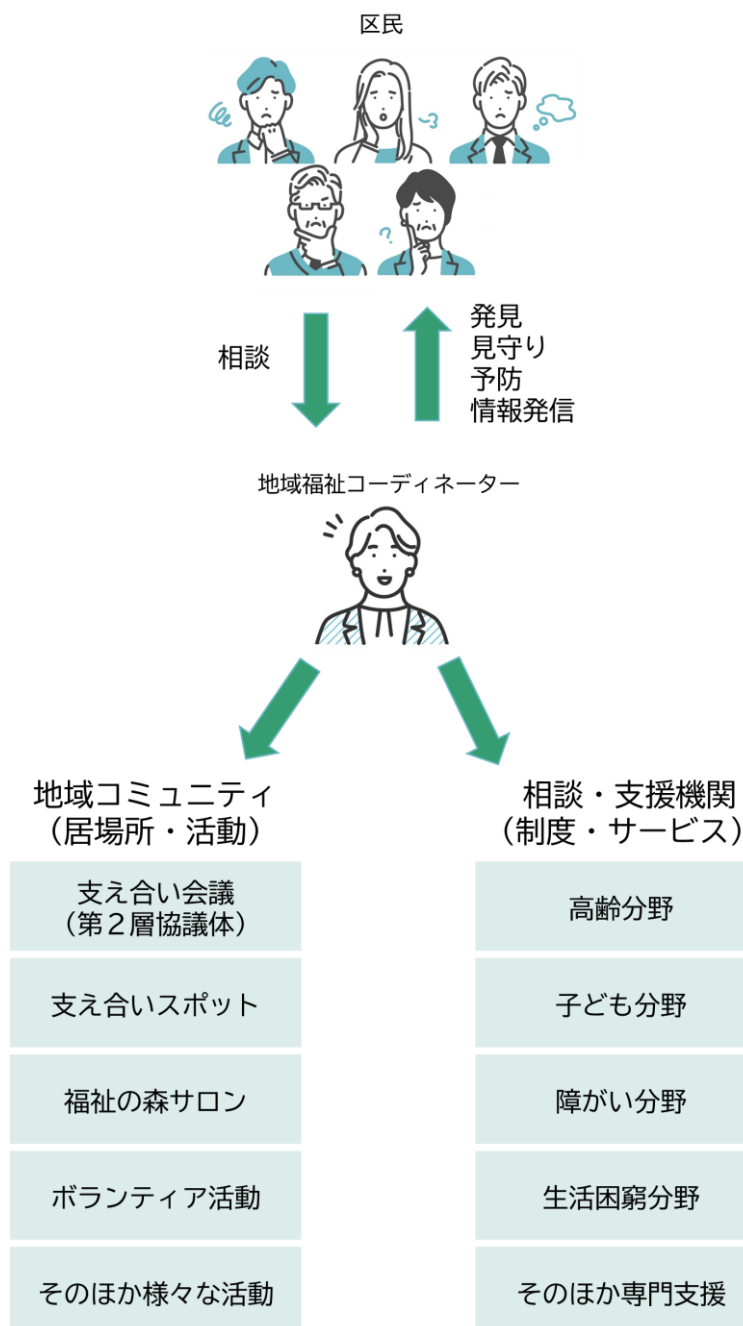 区民
相談
発見
見守り
予防
情報発信
地域福祉コーディネーター
地域コミュニティ
（居場所・活動）
支え合い会議
（第２層協議体）
支え合いスポット
福祉の森サロン
ボランティア活動
そのほか様々な活動
相談・支援機関
（制度・サービス）
高齢分野
子ども分野
障がい分野
生活困窮分野
そのほか専門支援